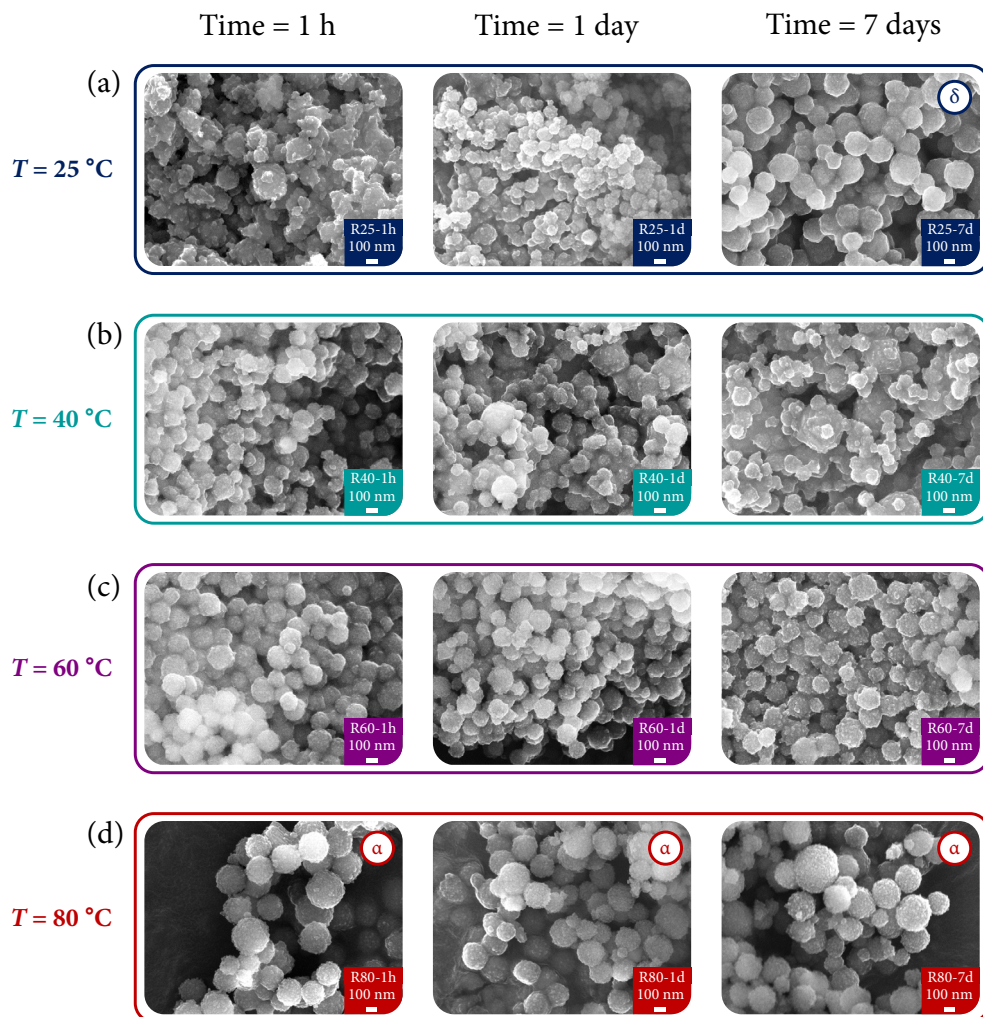 Time = 1 h Time = 1 day Time = 7 days
(a)
T = 25 °C
δ
R25-1h
100 nm
R25-1d
100 nm
R25-7d
100 nm
(b)
T = 40 °C
R40-1h
100 nm
R40-1d
100 nm
R40-7d
100 nm
(c)
T = 60 °C
R60-1h
100 nm
R60-1d
100 nm
R60-7d
100 nm
(d)
T = 80 °C
α
α
α
R80-1h
100 nm
R80-1d
100 nm
R80-7d
100 nm